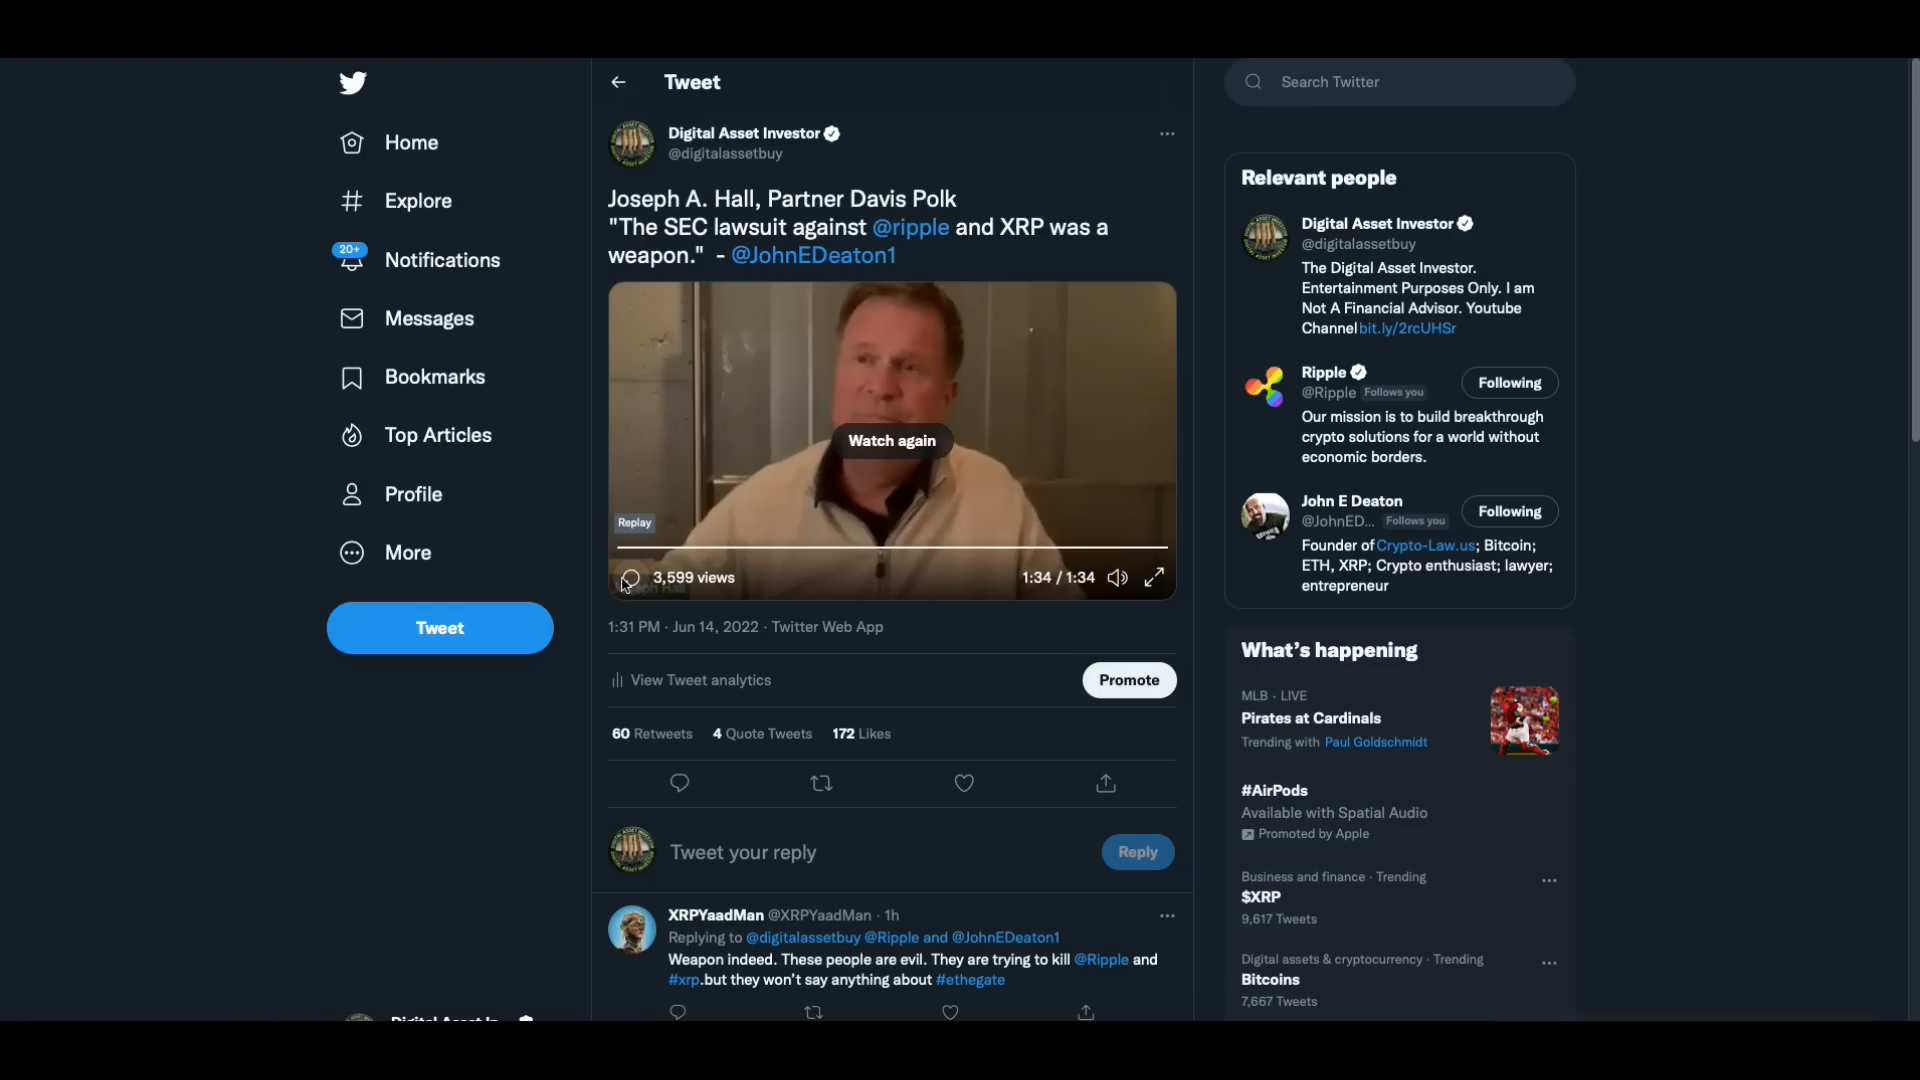 Home
Explore
20+
Notifications
Messages
Bookmarks
Top Articles
Profile
More
Tweet
Tweet
Digital Asset Investor
@digitalassetbuy
Joseph A. Hall, Partner Davis Polk
"The SEC lawsuit against @ripple and XRP was a
weapon." - @JohnEDeaton1
Watch again
Replay
3,599 views
1:34 / 1:34
1:31 PM · Jun 14, 2022 · Twitter Web App
View Tweet analytics
Promote
60 Retweets 4 Quote Tweets 172 Likes
Tweet your reply
Reply
XRPYaadMan @XRPYaadMan · 1h
Replying to @digitalassetbuy @Ripple and @JohnEDeaton1
Weapon indeed. These people are evil. They are trying to kill @Ripple and
#xrp.but they won't say anything about #ethegate
Search Twitter
Relevant people
Digital Asset Investor
@digitalassetbuy
The Digital Asset Investor.
Entertainment Purposes Only. I am
Not A Financial Advisor. Youtube
Channel bit.ly/2rcUHSr
Ripple
@Ripple Follows you
Following
Our mission is to build breakthrough
crypto solutions for a world without
economic borders.
John E Deaton
@JohnED... Follows you
Following
Founder of Crypto-Law.us; Bitcoin;
ETH, XRP; Crypto enthusiast; lawyer;
entrepreneur
What's happening
MLB · LIVE
Pirates at Cardinals
Trending with Paul Goldschmidt
#AirPods
Available with Spatial Audio
Promoted by Apple
Business and finance · Trending
$XRP
9,617 Tweets
Digital assets & cryptocurrency · Trending
Bitcoins
7,667 Tweets